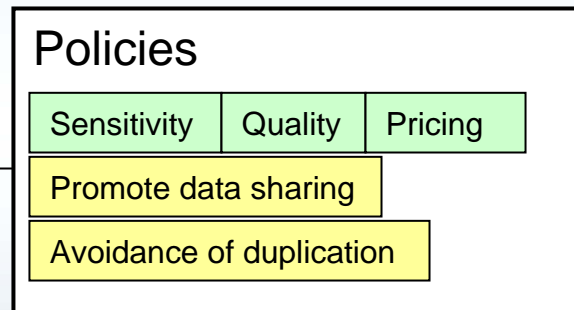 Policies
Sensitivity Quality Pricing
Promote data sharing
Avoidance of duplication